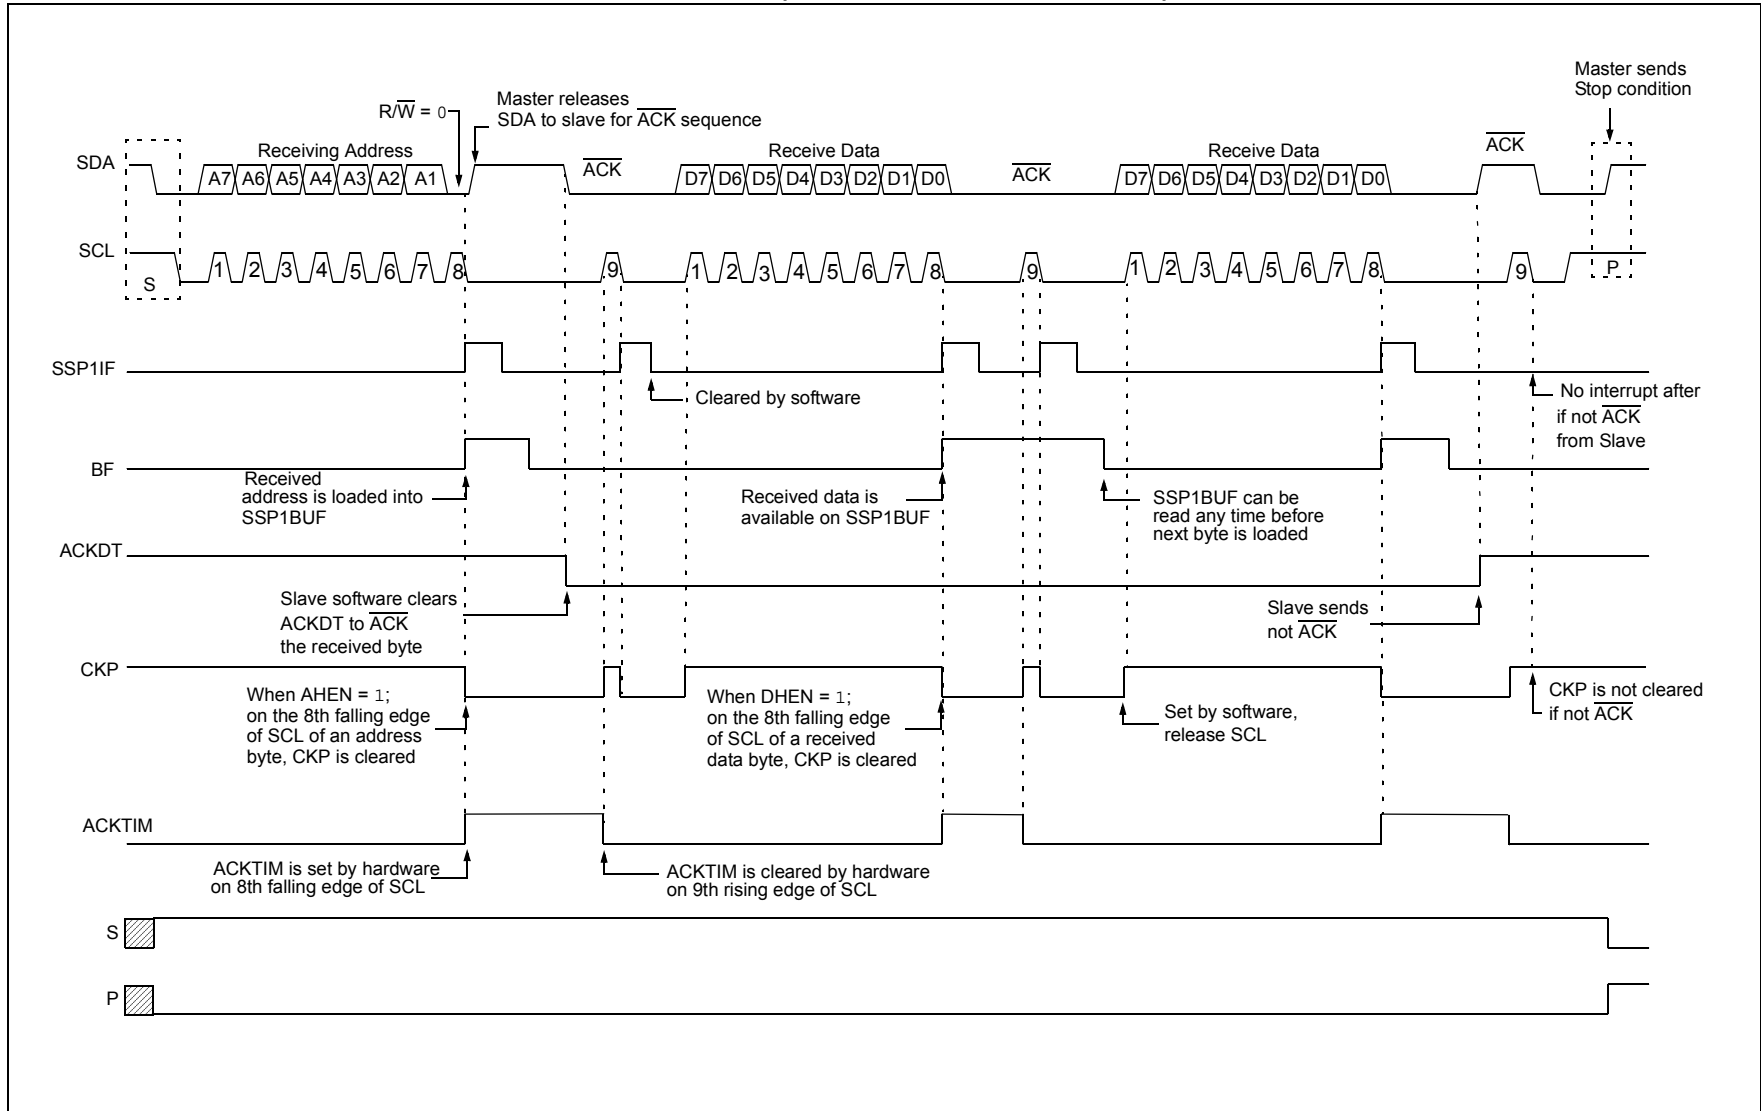 Master sends
Stop condition
R/W = 0
Master releases
SDA to slave for ACK sequence
SDA
Receiving Address
A7 A6 A5 A4 A3 A2 A1
ACK
Receive Data
D7 D6 D5 D4 D3 D2 D1 D0
ACK
Receive Data
D7 D6 D5 D4 D3 D2 D1 D0
ACK
SCL
S
1 2 3 4 5 6 7 8 9 1 2 3 4 5 6 7 8 9 1 2 3 4 5 6 7 8 9
P
SSP1IF
Cleared by software
No interrupt after
if not ACK
from Slave
BF
Received
address is loaded into
SSP1BUF
Received data is
available on SSP1BUF
SSP1BUF can be
read any time before
next byte is loaded
ACKDT
Slave software clears
ACKDT to ACK
the received byte
Slave sends
not ACK
CKP
When AHEN = 1;
on the 8th falling edge
of SCL of an address
byte, CKP is cleared
When DHEN = 1;
on the 8th falling edge
of SCL of a received
data byte, CKP is cleared
Set by software,
release SCL
CKP is not cleared
if not ACK
ACKTIM
ACKTIM is set by hardware
on 8th falling edge of SCL
ACKTIM is cleared by hardware
on 9th rising edge of SCL
S
P